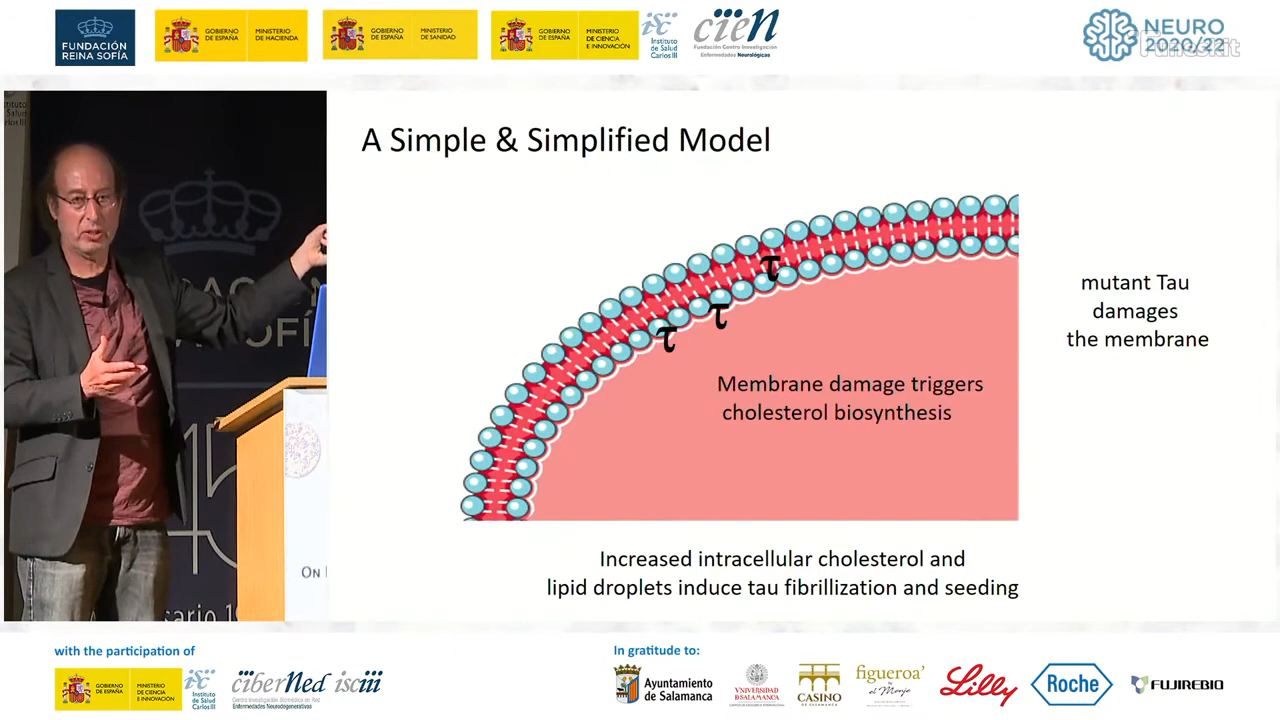 FUNDACIÓN
REINA SOFÍA
GOBIERNO
DE ESPAÑA
MINISTERIO
DE HACIENDA
GOBIERNO
DE ESPAÑA
MINISTERIO
DE SANIDAD
GOBIERNO
DE ESPAÑA
MINISTERIO
DE CIENCIA
E INNOVACIÓN
isc
Instituto
de Salud
Carlos III
cien
Fundación Centro Investigación
Enfermedades Neurológicas
NEURO
2020/22
A Simple & Simplified Model
τ
τ
τ
mutant Tau
damages
the membrane
Membrane damage triggers
cholesterol biosynthesis
Increased intracellular cholesterol and
lipid droplets induce tau fibrillization and seeding
ON
with the participation of
In gratitude to:
GOBIERNO
DE ESPAÑA
MINISTERIO
DE CIENCIA
E INNOVACIÓN
isc
Instituto
de Salud
Carlos III
ciberNed isciii
Centro Investigación Biomédica en Red
Enfermedades Neurodegenerativas
Ayuntamiento
de Salamanca
VNIVERSIDAD
D SALAMANCA
CASINO
DE SALAMANCA
figueroa'
by
el Monje
Lilly
Roche
FUJIREBIO